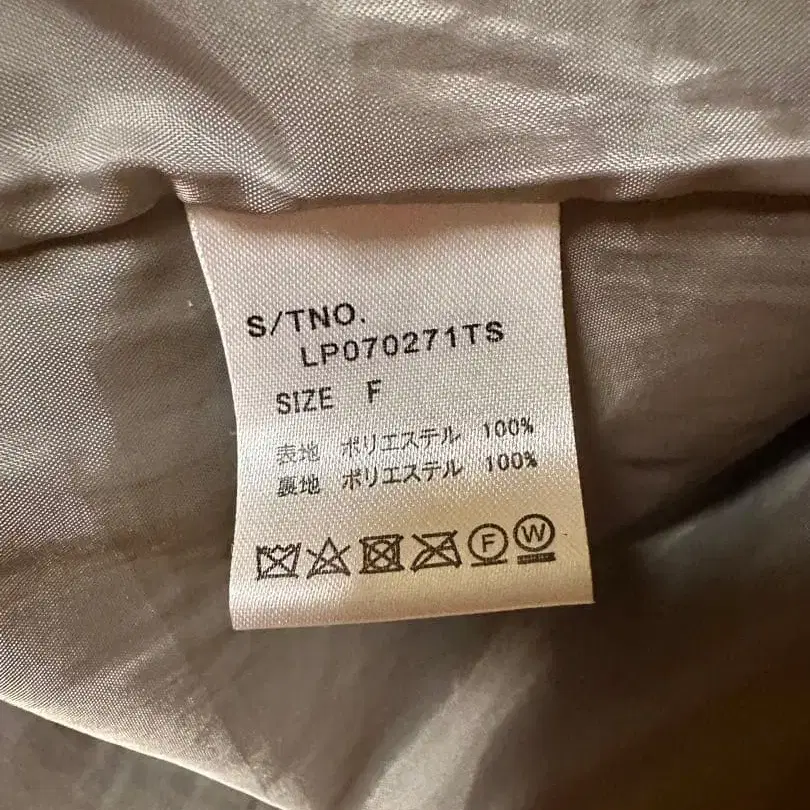 S/TNO.
LP070271TS
SIZE F
表地 ポリエステル 100%
裏地 ポリエステル 100%
F W